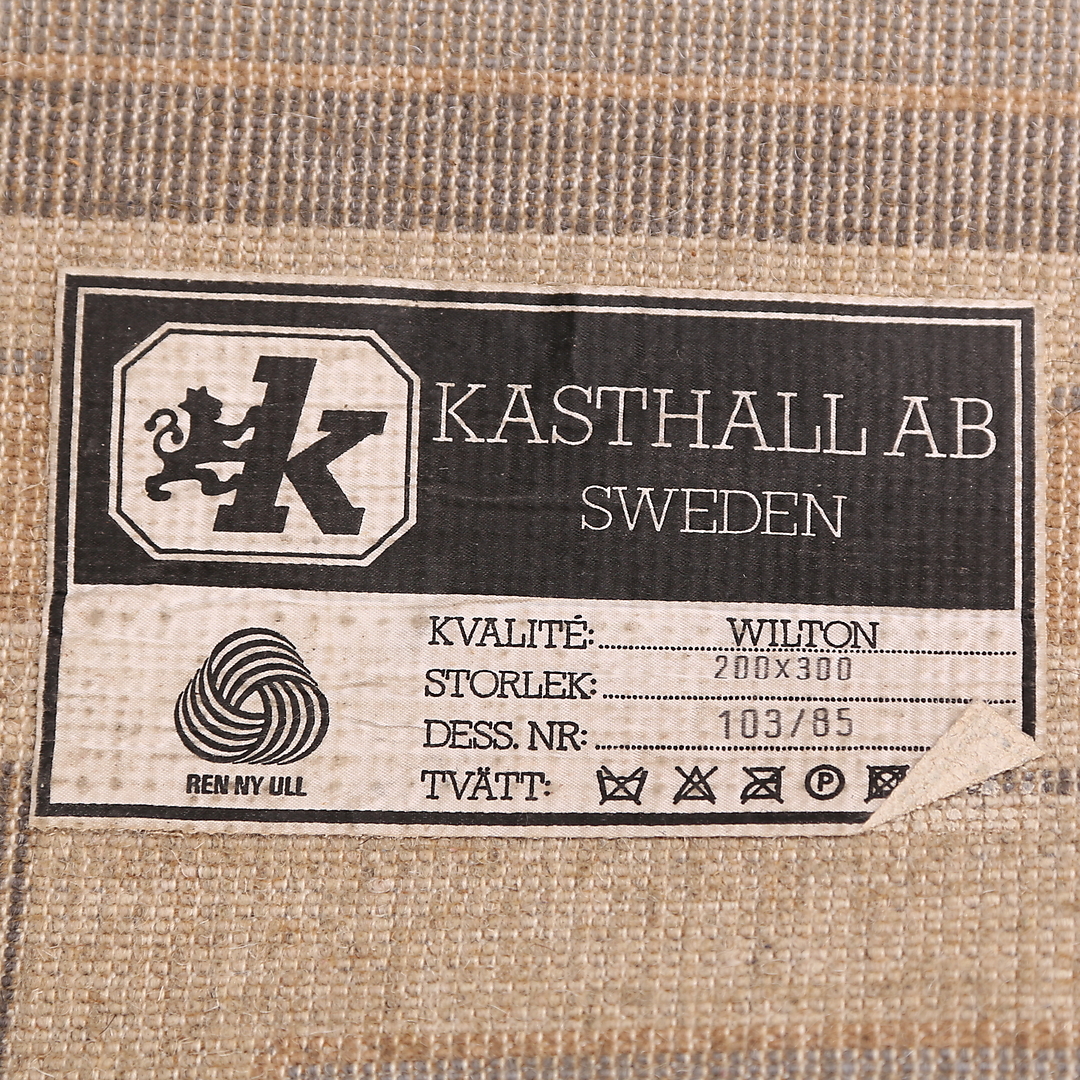 k
KASTHALL AB
SWEDEN
KVALITÉ: WILTON
STORLEK: 200X300
DESS. NR: 103/85
TVÄTT: P
REN NY ULL